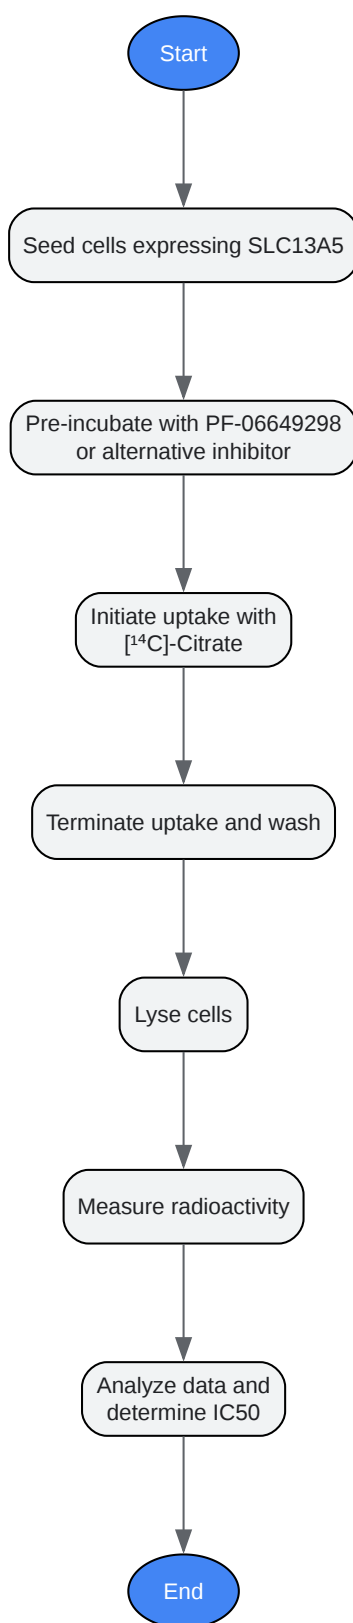 Start
Seed cells expressing SLC13A5
Pre-incubate with PF-06649298
or alternative inhibitor
Initiate uptake with
[¹⁴C]-Citrate
Terminate uptake and wash
Lyse cells
Measure radioactivity
Analyze data and
determine IC50
End